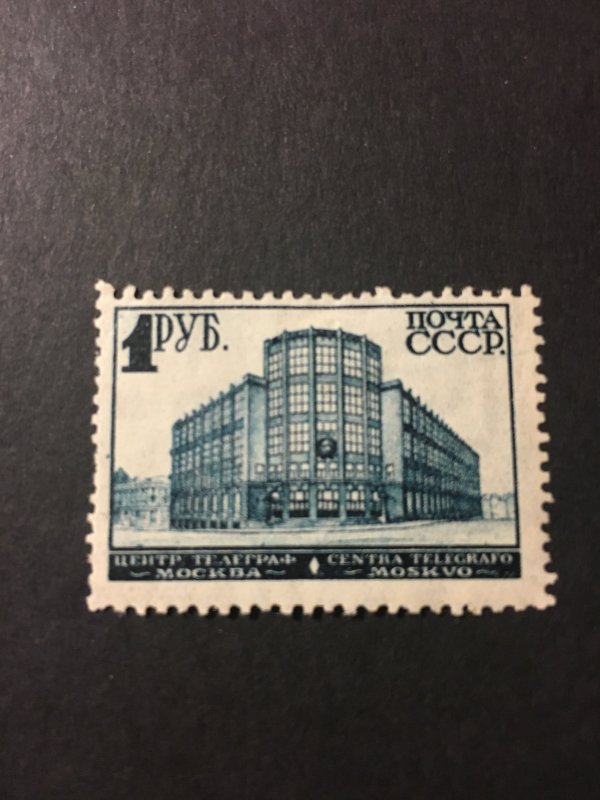 1 РУБ.
ПОЧТА
СССР.
ЦЕНТР. ТЕЛЕГРАФ
МОСКВА
CENTRA TELEGRAFO
MOSKVO